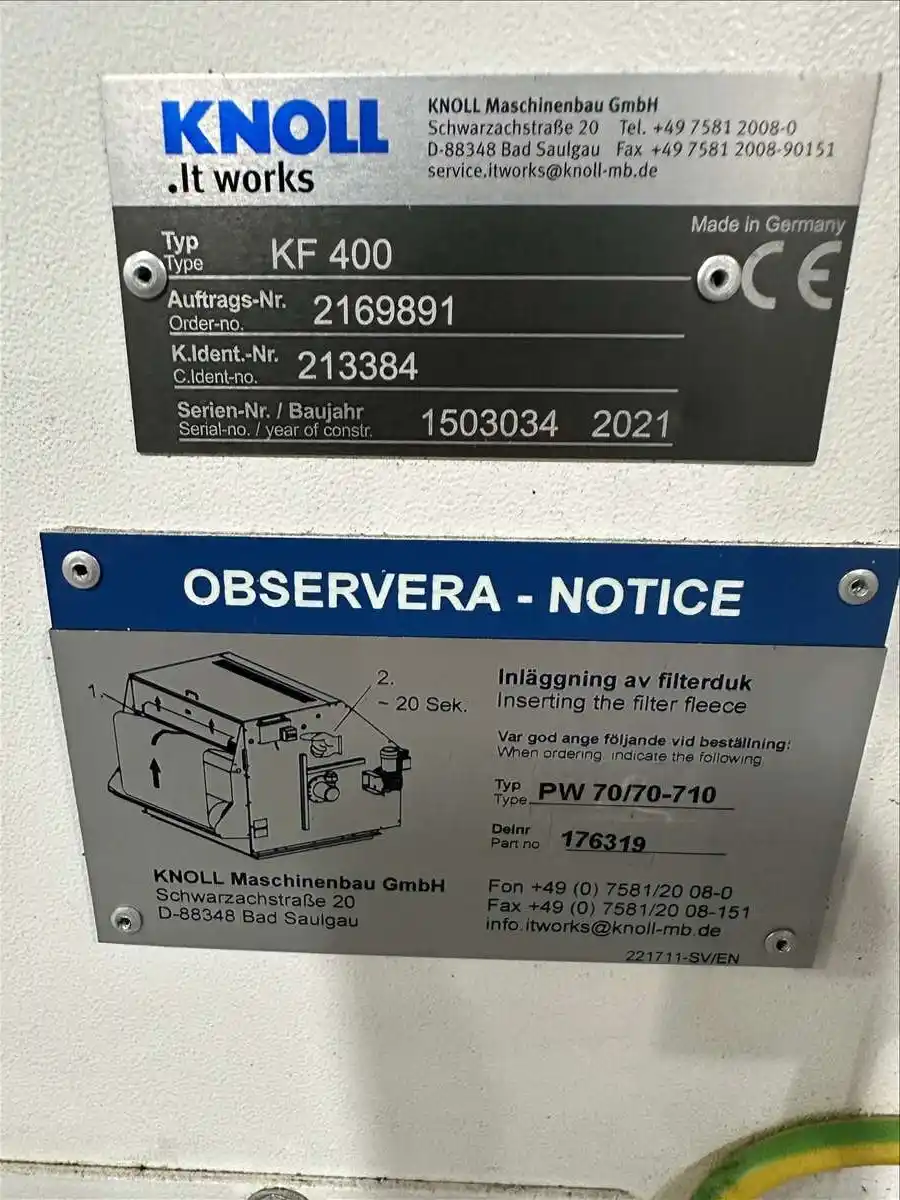 KNOLL
.It works
KNOLL Maschinenbau GmbH
Schwarzachstraße 20 Tel. +49 7581 2008-0
D-88348 Bad Saulgau Fax +49 7581 2008-90151
service.itworks@knoll-mb.de
Made in Germany
CE
Typ
Type KF 400
Auftrags-Nr.
Order-no. 2169891
K.Ident.-Nr.
C.Ident-no. 213384
Serien-Nr. / Baujahr
Serial-no. / year of constr. 1503034 2021
OBSERVERA - NOTICE
1.
2.
~ 20 Sek.
Inläggning av filterduk
Inserting the filter fleece
Var god ange följande vid beställning:
When ordering indicate the following
Typ
Type PW 70/70-710
Delnr
Part no 176319
KNOLL Maschinenbau GmbH
Schwarzachstraße 20
D-88348 Bad Saulgau
Fon +49 (0) 7581/20 08-0
Fax +49 (0) 7581/20 08-151
info.itworks@knoll-mb.de
221711-SV/EN